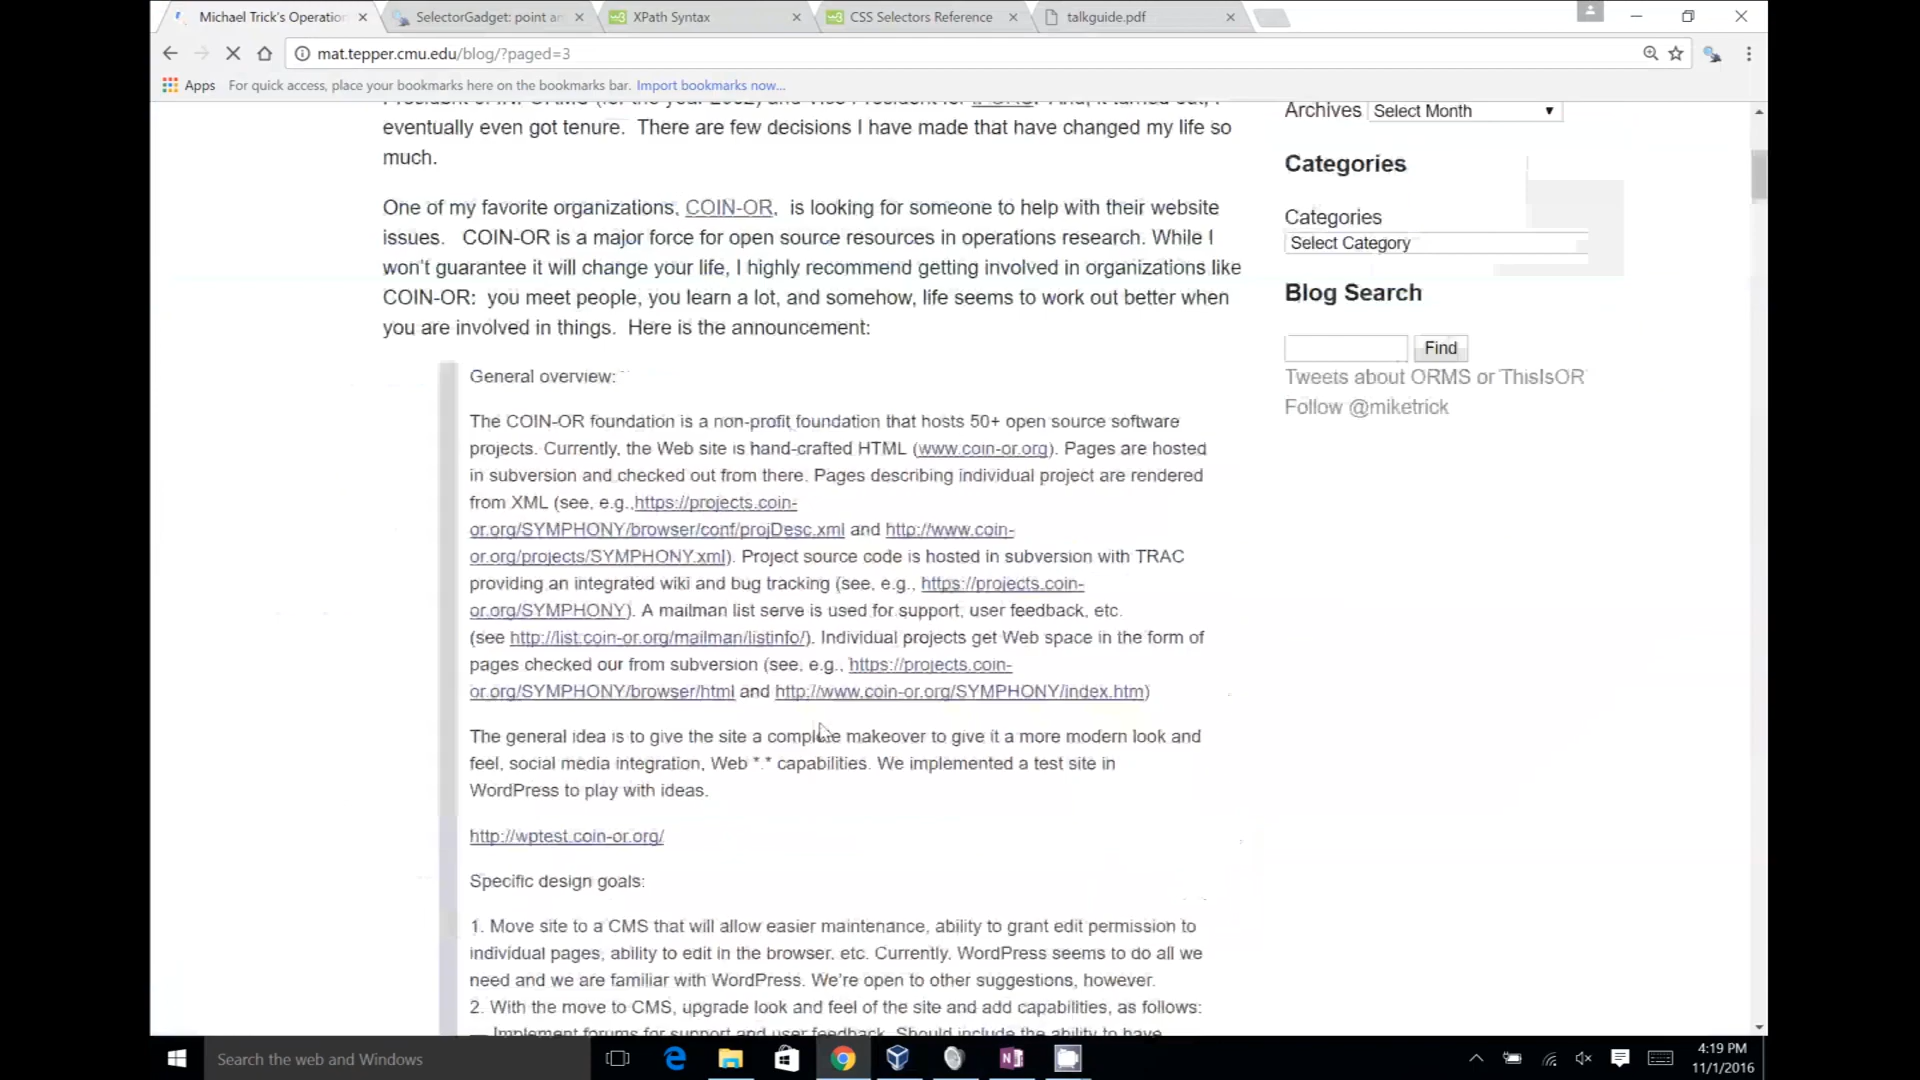 Michael Trick's Operation
SelectorGadget: point an
XPath Syntax
CSS Selectors Reference
talkguide.pdf
mat.tepper.cmu.edu/blog/?paged=3
Apps For quick access, place your bookmarks here on the bookmarks bar. Import bookmarks now...
eventually even got tenure. There are few decisions I have made that have changed my life so
much.
One of my favorite organizations, COIN-OR, is looking for someone to help with their website
issues. COIN-OR is a major force for open source resources in operations research. While I
won't guarantee it will change your life, I highly recommend getting involved in organizations like
COIN-OR: you meet people, you learn a lot, and somehow, life seems to work out better when
you are involved in things. Here is the announcement:
General overview:
The COIN-OR foundation is a non-profit foundation that hosts 50+ open source software
projects. Currently, the Web site is hand-crafted HTML (www.coin-or.org). Pages are hosted
in subversion and checked out from there. Pages describing individual project are rendered
from XML (see, e.g.,https://projects.coin-
or.org/SYMPHONY/browser/conf/projDesc.xml and http://www.coin-
or.org/projects/SYMPHONY.xml). Project source code is hosted in subversion with TRAC
providing an integrated wiki and bug tracking (see, e.g., https://projects.coin-
or.org/SYMPHONY). A mailman list serve is used for support, user feedback, etc.
(see http://list.coin-or.org/mailman/listinfo/). Individual projects get Web space in the form of
pages checked our from subversion (see, e.g., https://projects.coin-
or.org/SYMPHONY/browser/html and http://www.coin-or.org/SYMPHONY/index.htm)
The general idea is to give the site a complete makeover to give it a more modern look and
feel, social media integration, Web *.* capabilities. We implemented a test site in
WordPress to play with ideas.
http://wptest.coin-or.org/
Specific design goals:
1. Move site to a CMS that will allow easier maintenance, ability to grant edit permission to
individual pages, ability to edit in the browser, etc. Currently, WordPress seems to do all we
need and we are familiar with WordPress. We're open to other suggestions, however.
2. With the move to CMS, upgrade look and feel of the site and add capabilities, as follows:
— Implement forums for support and user feedback. Should include the ability to have
Archives Select Month
Categories
Categories
Select Category
Blog Search
Find
Tweets about ORMS or ThisIsOR
Follow @miketrick
Search the web and Windows
4:19 PM
11/1/2016